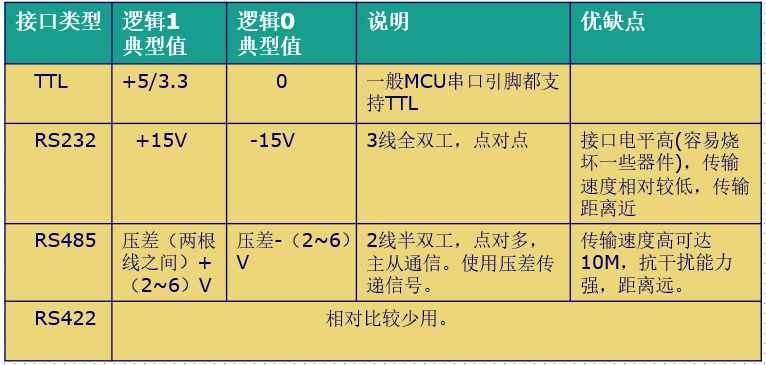 接口类型
逻辑1
典型值
逻辑0
典型值
说明
优缺点
TTL
+5/3.3
0
一般MCU串口引脚都支
持TTL
RS232
+15V
-15V
3线全双工，点对点
接口电平高(容易烧
坏一些器件)，传输
速度相对较低，传输
距离近
RS485
压差（两根
线之间）+
（2~6）V
压差-（2~6）
V
2线半双工，点对多，
主从通信。使用压差传
递信号。
传输速度高可达
10M，抗干扰能力
强，距离远。
RS422
相对比较少用。